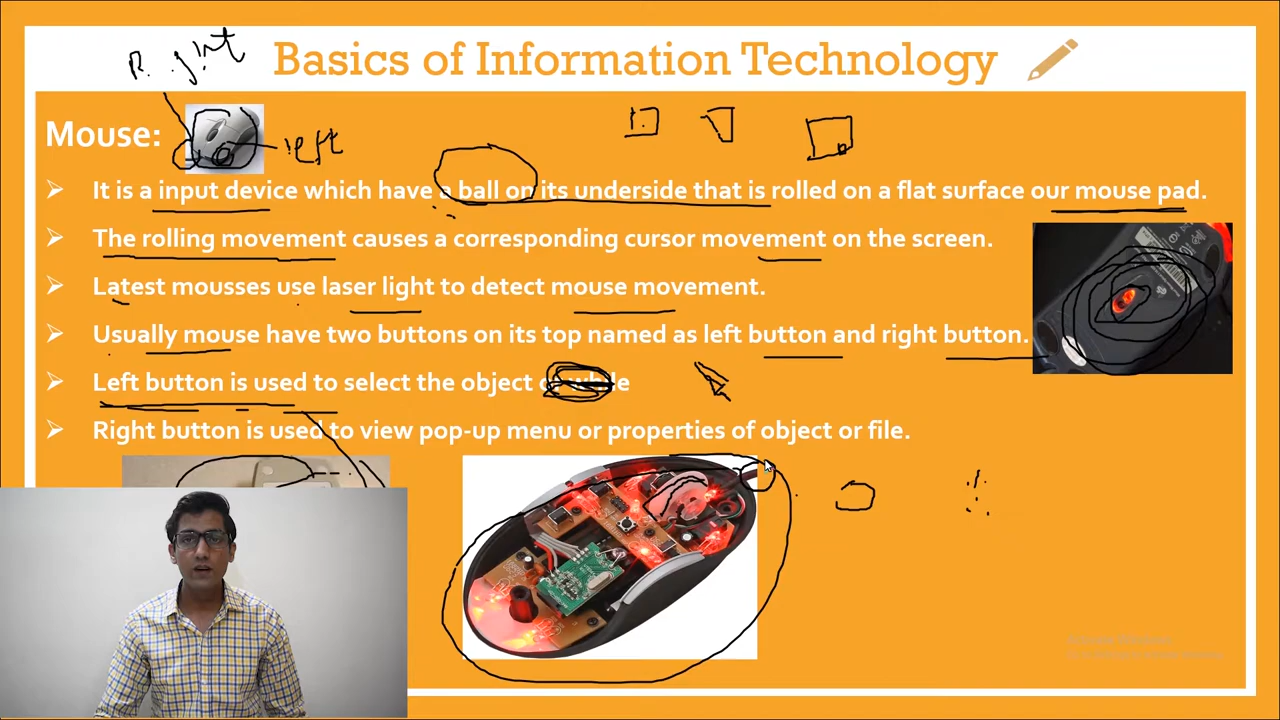 Right
Basics of Information Technology
Mouse:
left
It is a input device which have a ball on its underside that is rolled on a flat surface our mouse pad.
The rolling movement causes a corresponding cursor movement on the screen.
Latest mousses use laser light to detect mouse movement.
Usually mouse have two buttons on its top named as left button and right button.
Left button is used to select the object
Right button is used to view pop-up menu or properties of object or file.